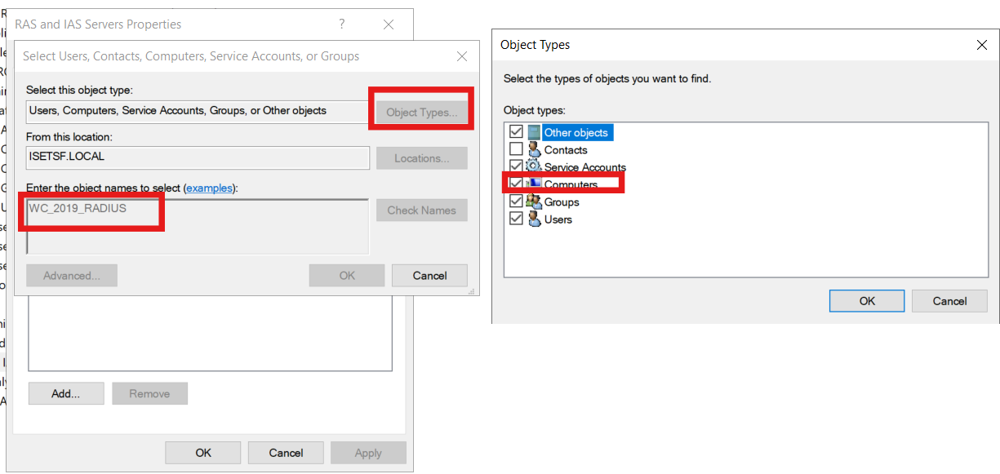 RAS and IAS Servers Properties
?
Select Users, Contacts, Computers, Service Accounts, or Groups
Select this object type:
Users, Computers, Service Accounts, Groups, or Other objects
Object Types...
From this location:
ISETSF.LOCAL
Locations...
Enter the object names to select (examples):
WC_2019_RADIUS
Check Names
Advanced...
OK
Cancel
Add...
Remove
OK
Cancel
Apply
Object Types
Select the types of objects you want to find.
Object types:
Other objects
Contacts
Service Accounts
Computers
Groups
Users
OK
Cancel